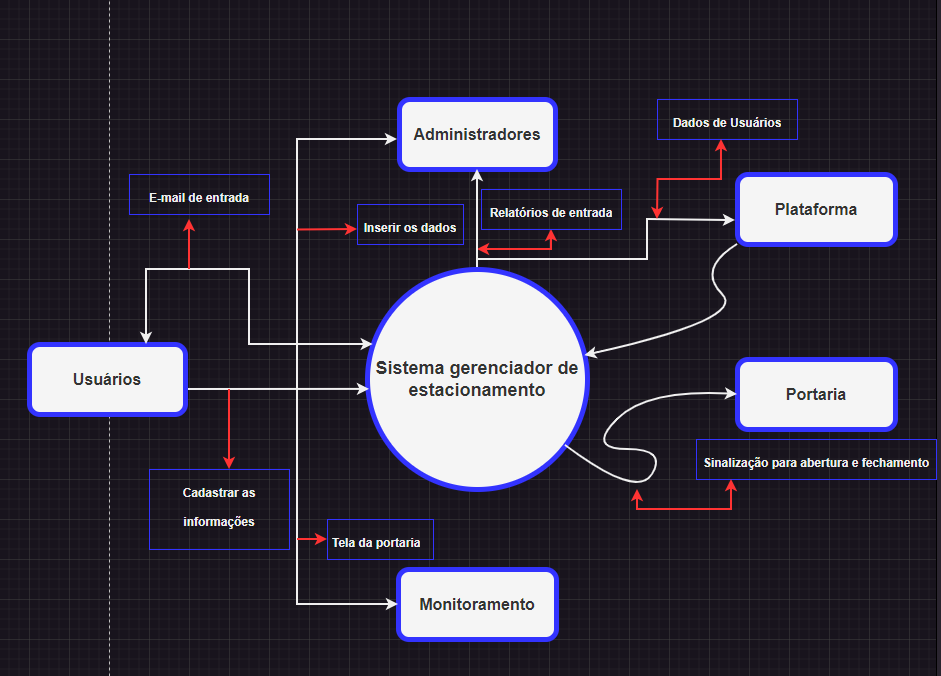 Dados de Usuários
Administradores
E-mail de entrada
Plataforma
Relatórios de entrada
Inserir os dados
Sistema gerenciador de
estacionamento
Usuários
Portaria
Sinalização para abertura e fechamento
Cadastrar as
informações
Tela da portaria
Monitoramento